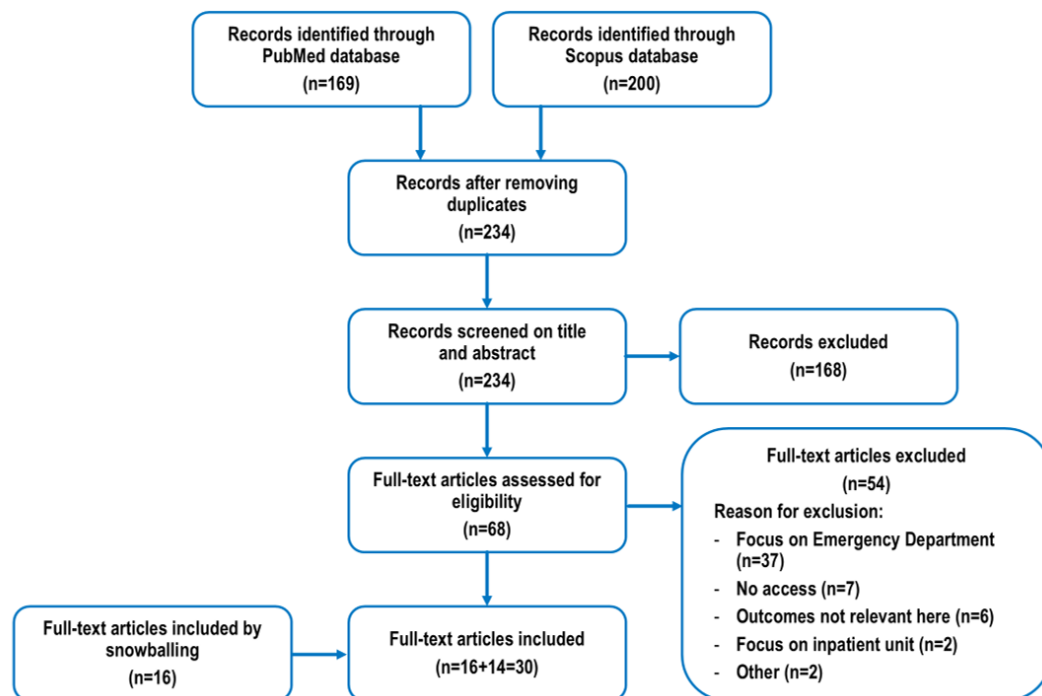 Records identified through
PubMed database
(n=169)
Records identified through
Scopus database
(n=200)
Records after removing
duplicates
(n=234)
Records screened on title
and abstract
(n=234)
Records excluded
(n=168)
Full-text articles assessed for
eligibility
(n=68)
Full-text articles excluded
(n=54)
Reason for exclusion:
- Focus on Emergency Department
(n=37)
- No access (n=7)
- Outcomes not relevant here (n=6)
- Focus on inpatient unit (n=2)
- Other (n=2)
Full-text articles included by
snowballing
(n=16)
Full-text articles included
(n=16+14=30)